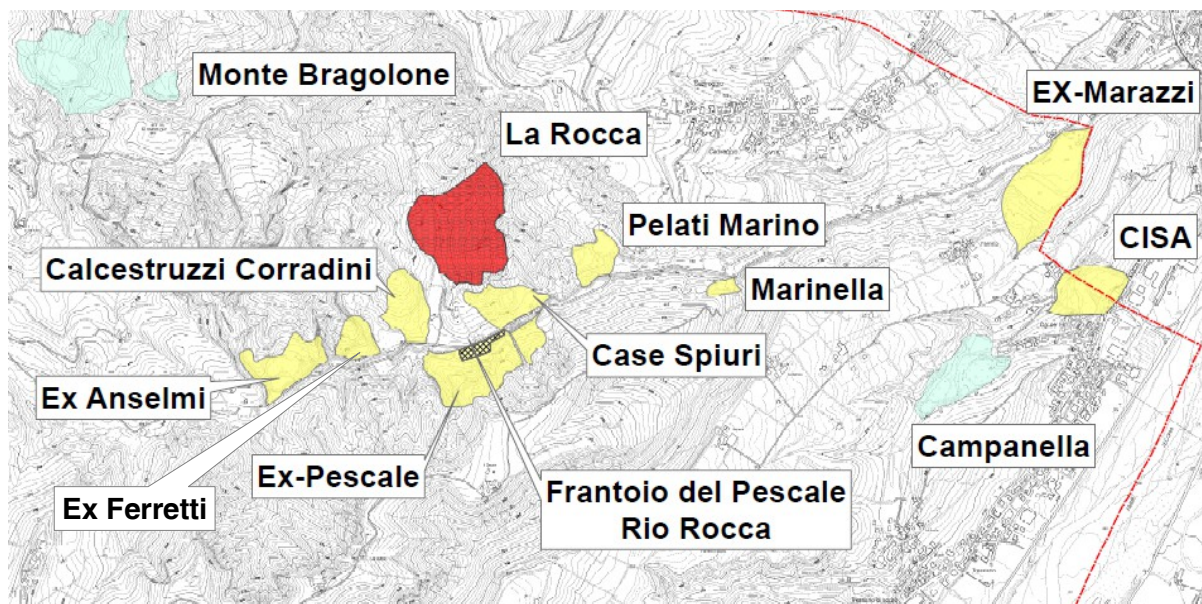 Monte Bragolone
EX-Marazzi
La Rocca
Pelati Marino
CISA
Calcestruzzi Corradini
Marinella
Case Spiuri
Ex Anselmi
Campanella
Ex-Pescale
Frantoio del Pescale
Rio Rocca
Ex Ferretti